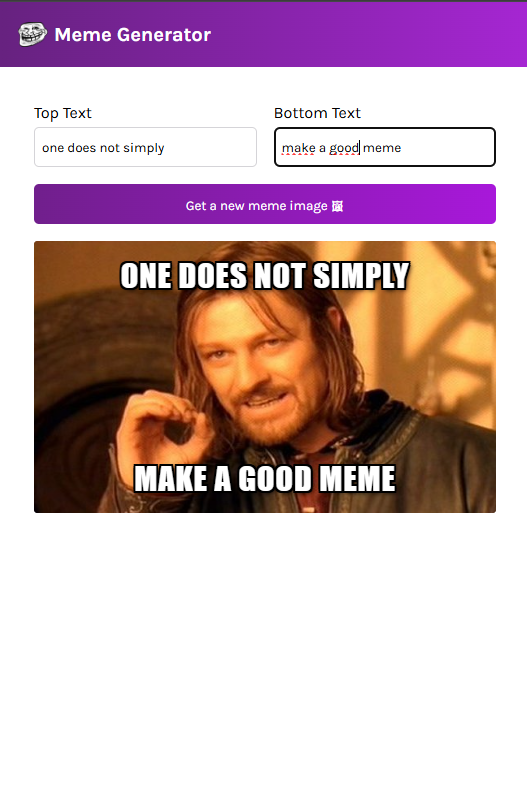 Meme Generator
Top Text
Bottom Text
one does not simply
make a good meme
Get a new meme image 🖼
ONE DOES NOT SIMPLY
MAKE A GOOD MEME